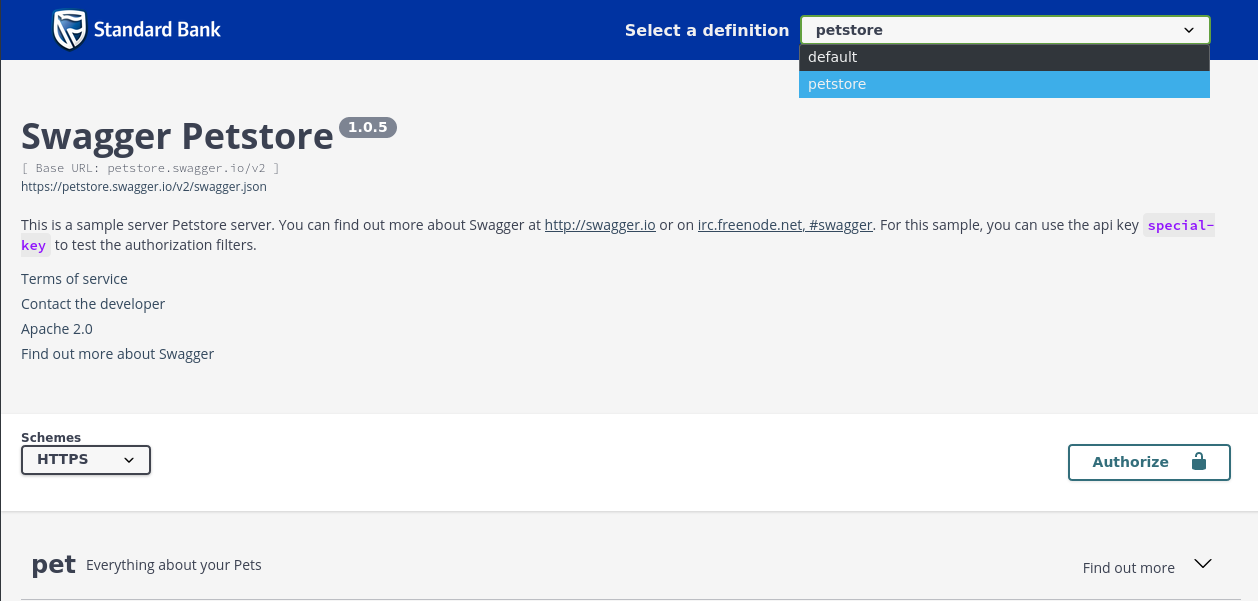 Standard Bank
Select a definition
petstore
default
petstore
Swagger Petstore 1.0.5
[ Base URL: petstore.swagger.io/v2 ]
https://petstore.swagger.io/v2/swagger.json
This is a sample server Petstore server. You can find out more about Swagger at http://swagger.io or on irc.freenode.net, #swagger. For this sample, you can use the api key special-
key to test the authorization filters.
Terms of service
Contact the developer
Apache 2.0
Find out more about Swagger
Schemes
HTTPS
Authorize
pet Everything about your Pets
Find out more